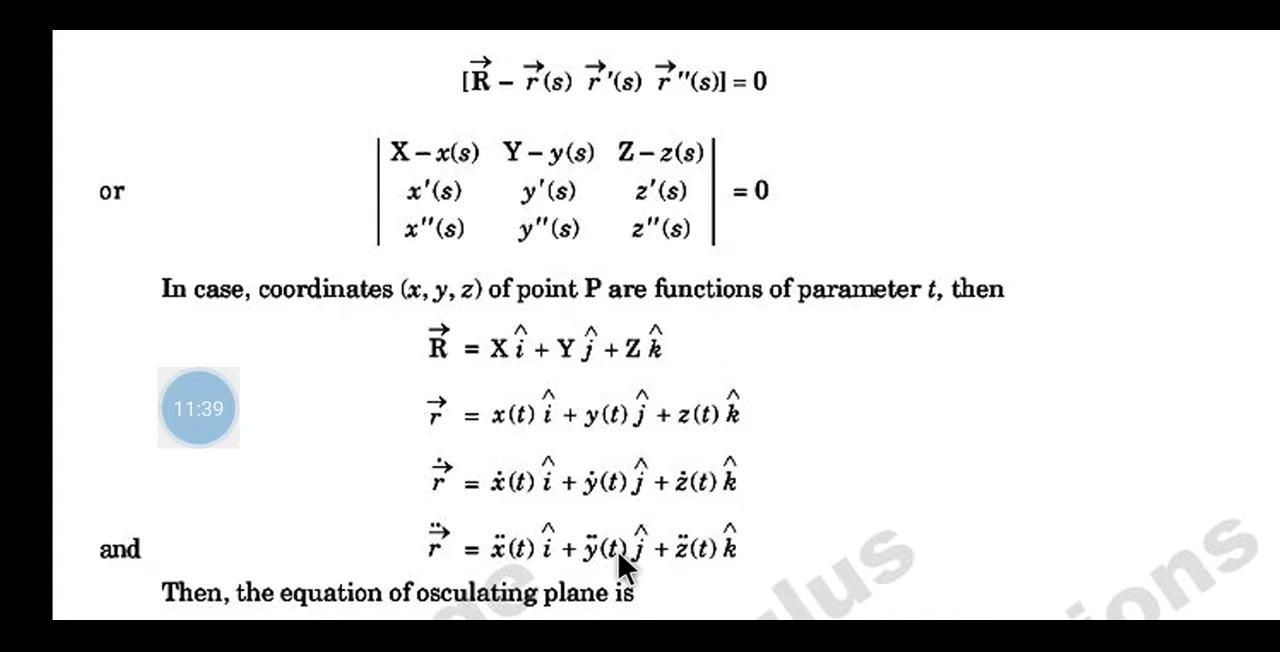 [R⃗ – r⃗(s) r⃗ ′(s) r⃗ ″(s)] = 0
X – x(s) Y – y(s) Z – z(s)
or x′(s) y′(s) z′(s) = 0
x″(s) y″(s) z″(s)
In case, coordinates (x, y, z) of point P are functions of parameter t, then
R⃗ = X î + Y ĵ + Z k̂
11:39
r⃗ = x(t) î + y(t) ĵ + z(t) k̂
ṙ⃗ = ẋ(t) î + ẏ(t) ĵ + ż(t) k̂
and r̈⃗ = ẍ(t) î + ÿ(t) ĵ + z̈(t) k̂
Then, the equation of osculating plane is